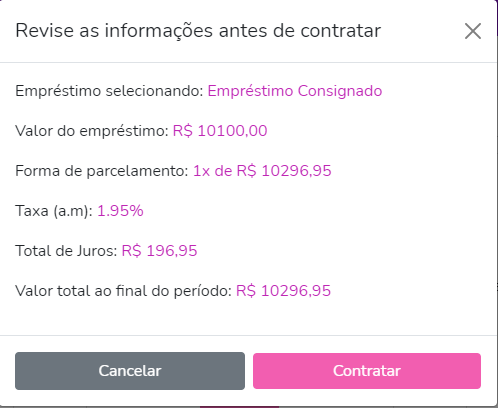 Revise as informações antes de contratar
Empréstimo selecionando: Empréstimo Consignado
Valor do empréstimo: R$ 10100,00
Forma de parcelamento: 1x de R$ 10296,95
Taxa (a.m): 1.95%
Total de Juros: R$ 196,95
Valor total ao final do período: R$ 10296,95
Cancelar
Contratar